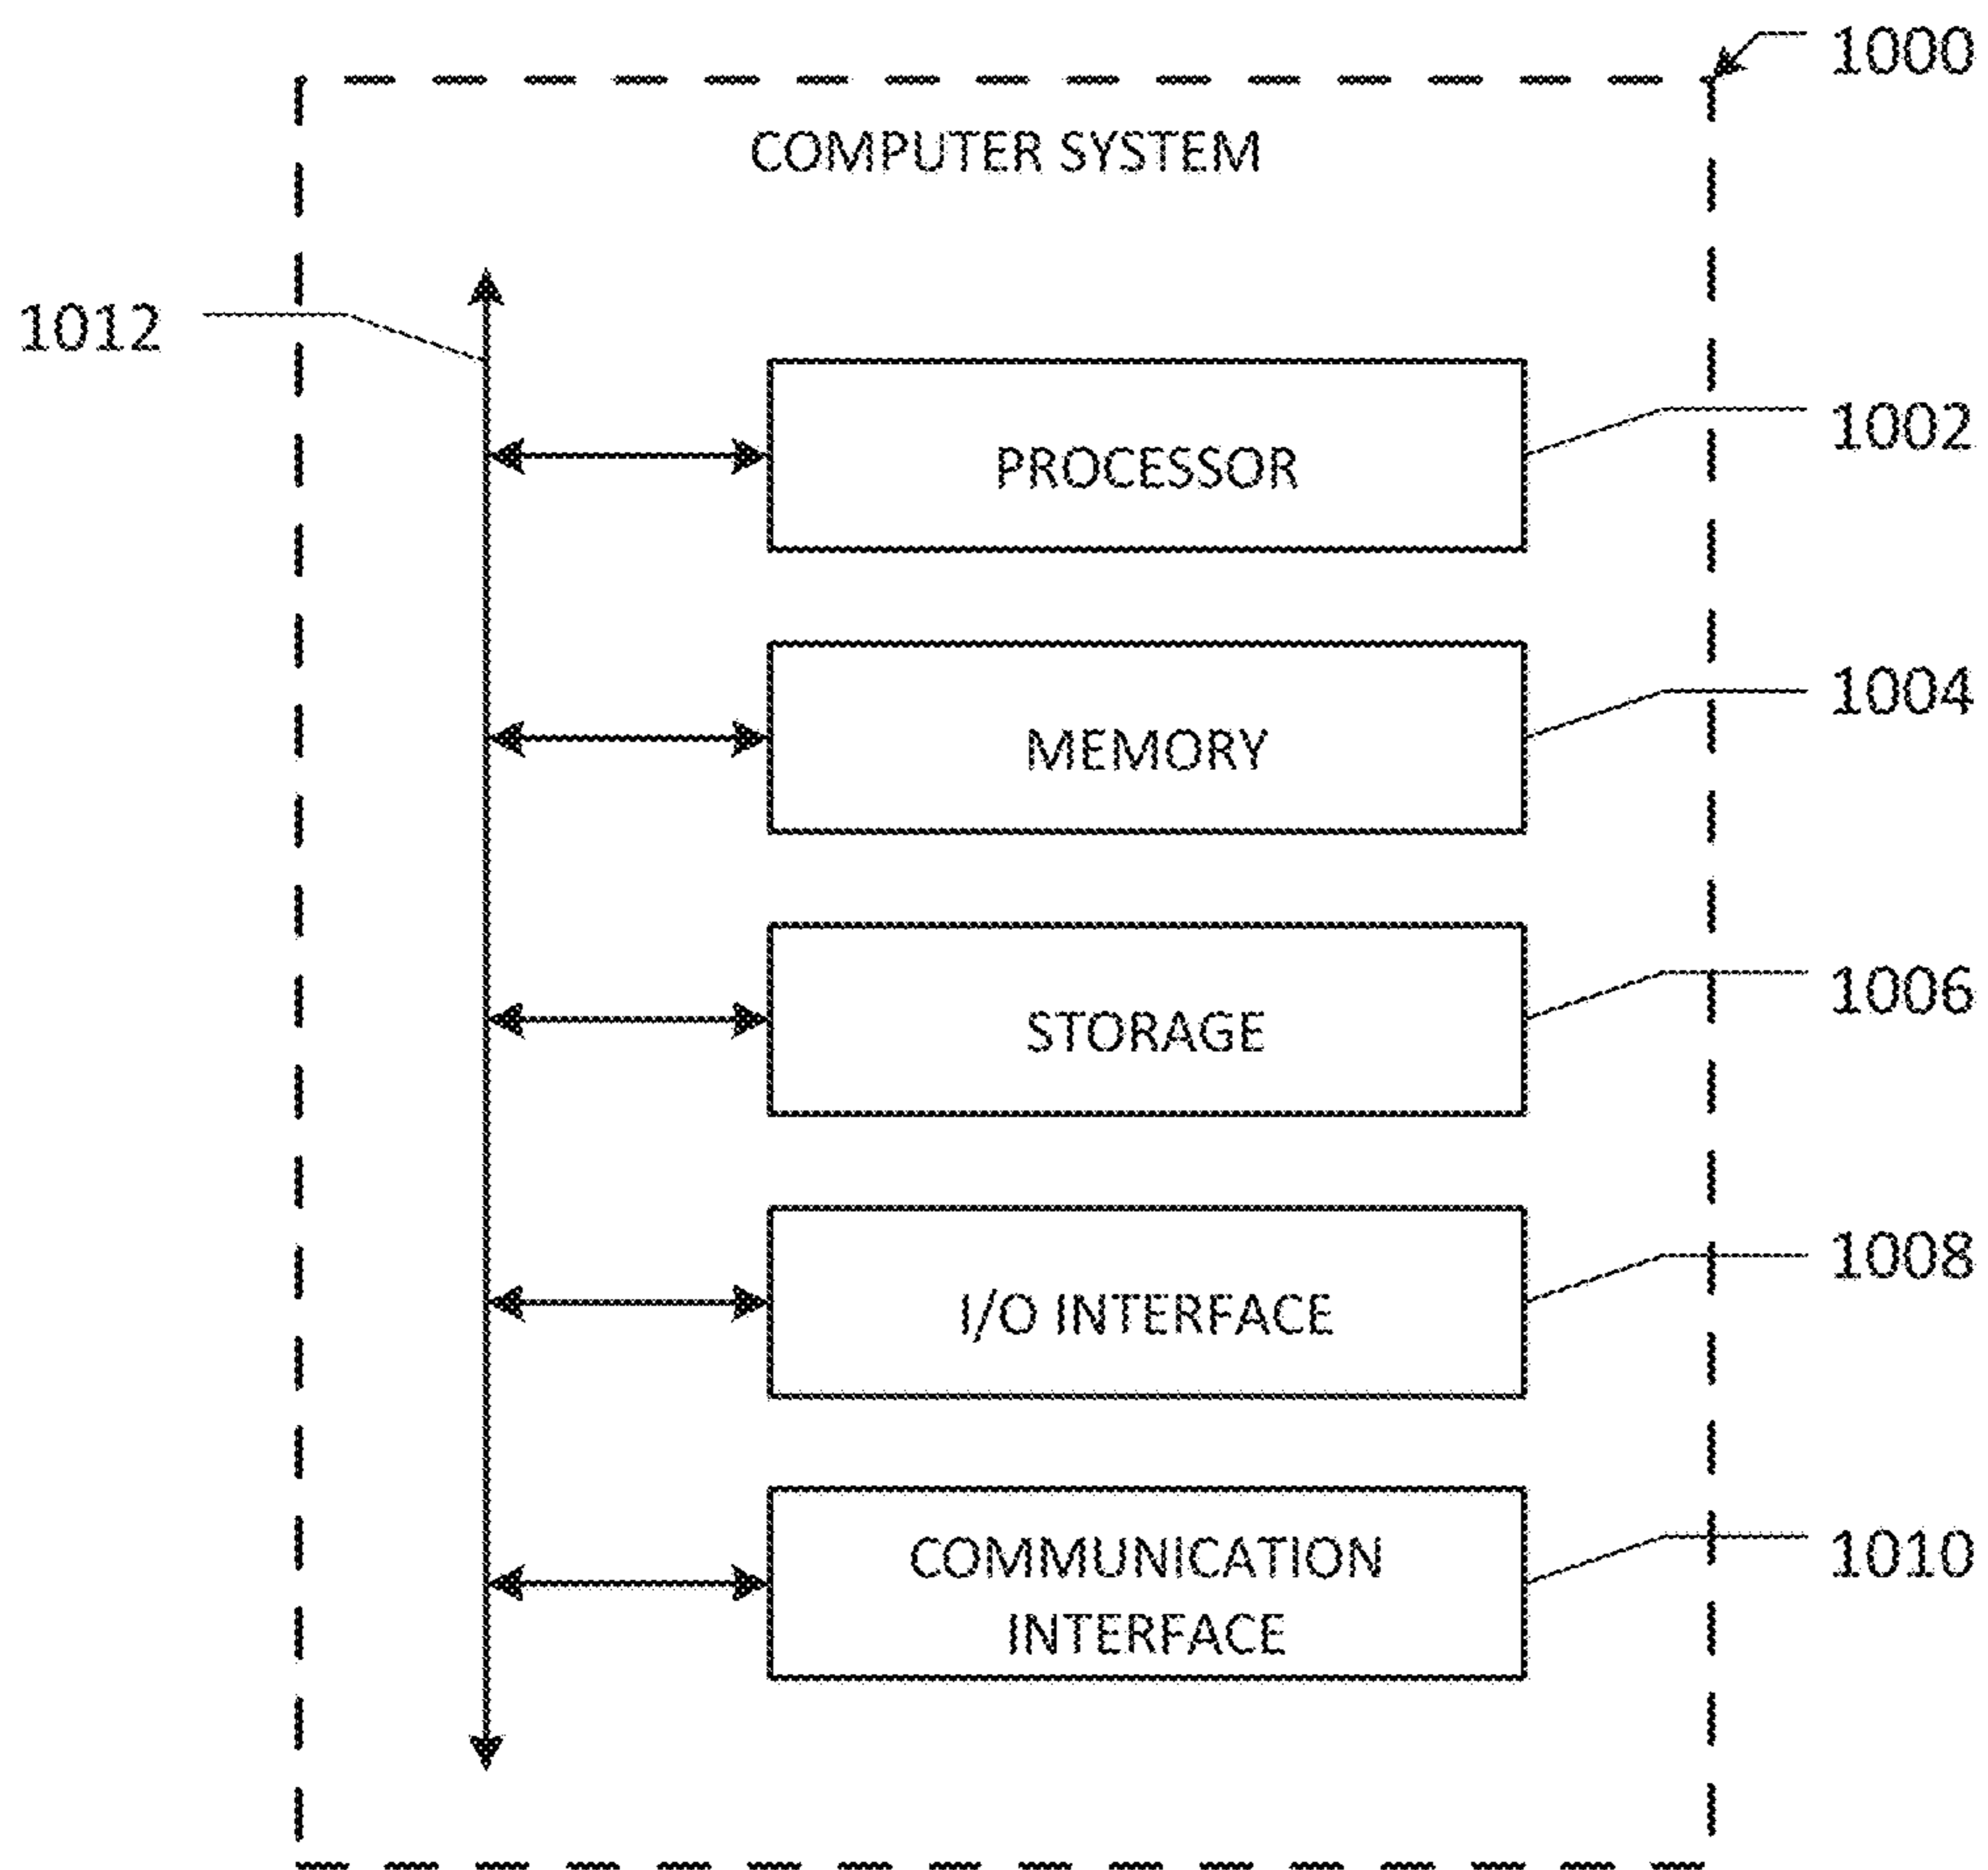 1000
COMPUTER SYSTEM
1012
PROCESSOR
1002
MEMORY
1004
STORAGE
1006
I/O INTERFACE
1008
COMMUNICATION
INTERFACE
1010